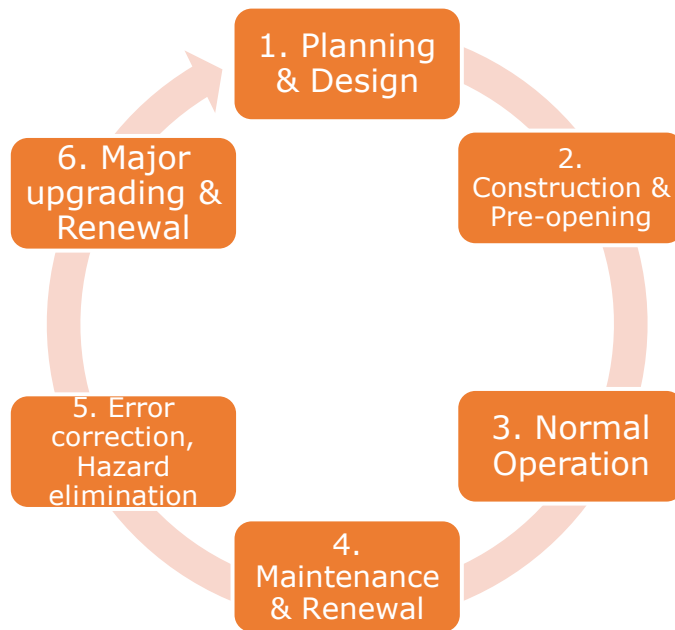 1. Planning
& Design
2.
Construction &
Pre-opening
3. Normal
Operation
4.
Maintenance
& Renewal
5. Error
correction,
Hazard
elimination
6. Major
upgrading &
Renewal